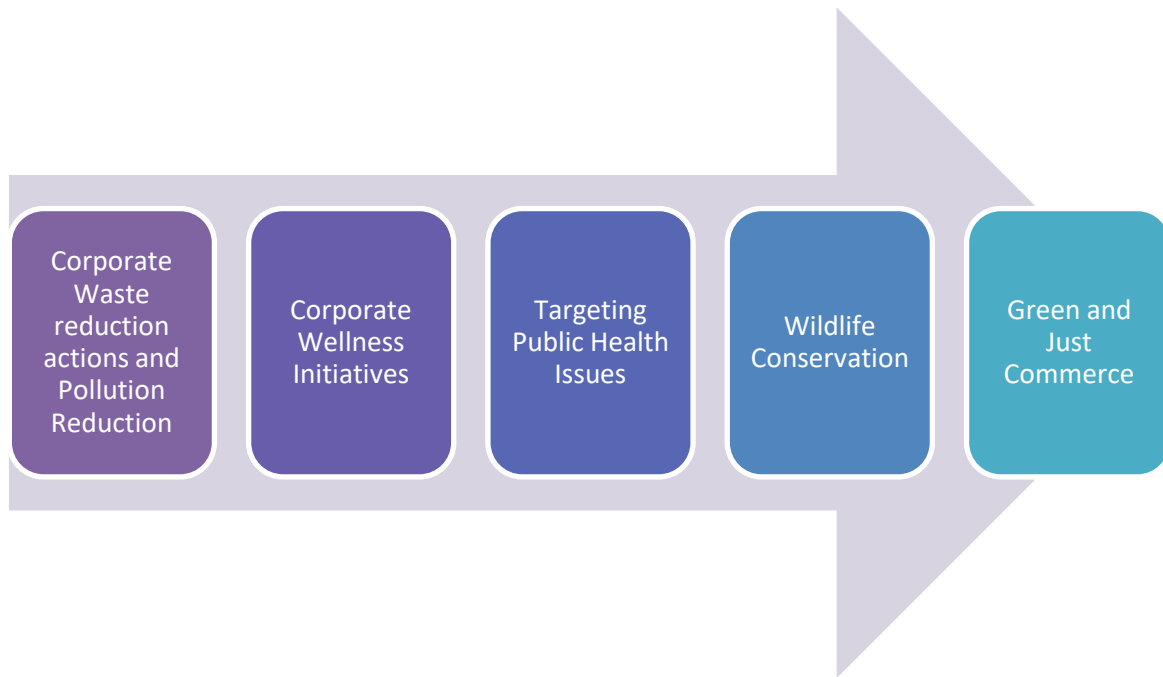 Corporate
Waste
reduction
actions and
Pollution
Reduction
Corporate
Wellness
Initiatives
Targeting
Public Health
Issues
Wildlife
Conservation
Green and
Just
Commerce